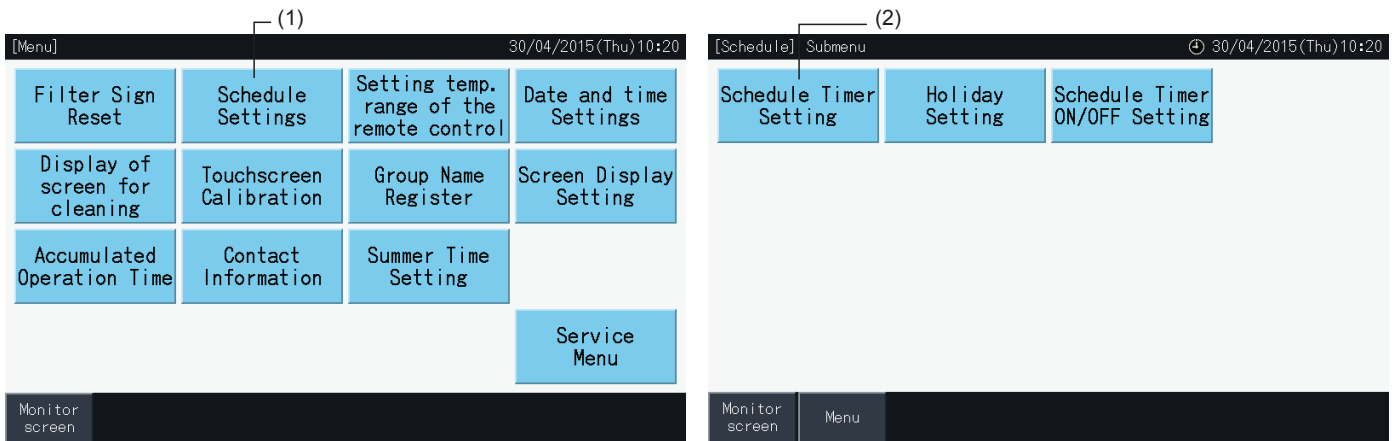 (1)
[Menu] 30/04/2015(Thu)10:20
Filter Sign
Reset
Schedule
Settings
Setting temp.
range of the
remote control
Date and time
Settings
Display of
screen for
cleaning
Touchscreen
Calibration
Group Name
Register
Screen Display
Setting
Accumulated
Operation Time
Contact
Information
Summer Time
Setting
Service
Menu
Monitor
screen
(2)
[Schedule] Submenu 30/04/2015(Thu)10:20
Schedule Timer
Setting
Holiday
Setting
Schedule Timer
ON/OFF Setting
Monitor
screen
Menu